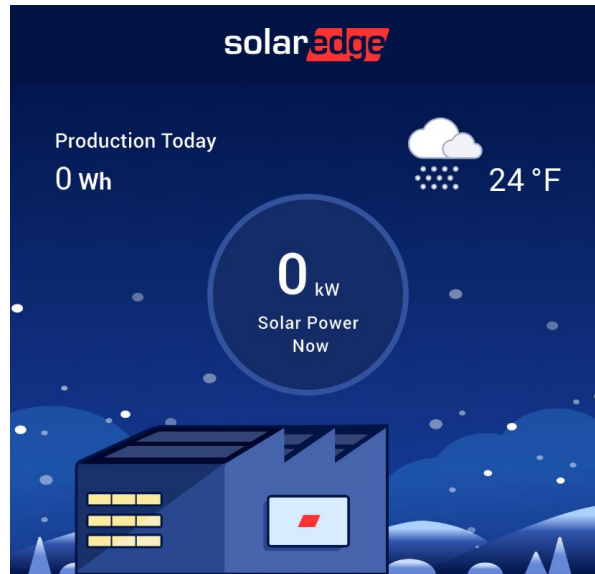 solaredge
Production Today
0 Wh
24 °F
0 kW
Solar Power
Now